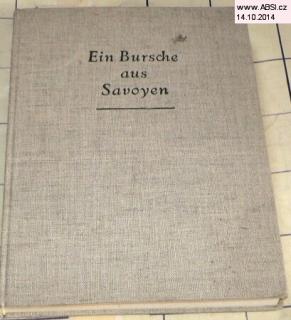 www.ABSI.cz
14.10.2014
Ein Bursche
aus
Savoyen